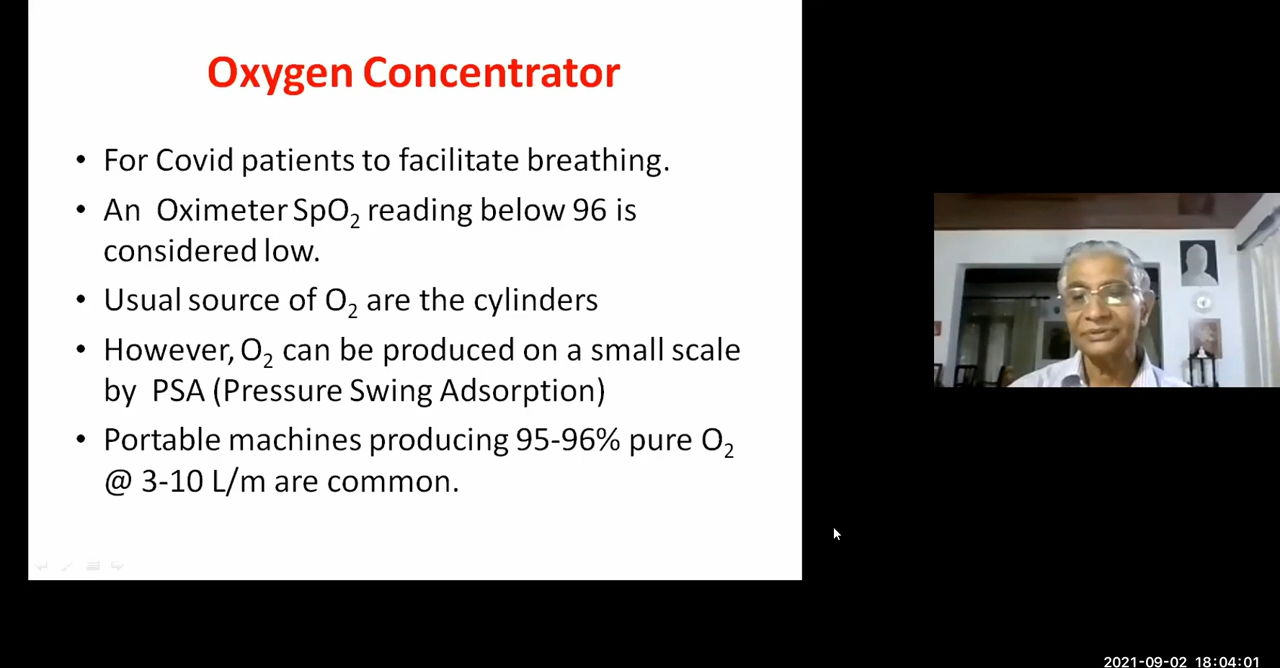 Oxygen Concentrator
• For Covid patients to facilitate breathing.
• An Oximeter SpO₂ reading below 96 is
considered low.
• Usual source of O₂ are the cylinders
• However, O₂ can be produced on a small scale
by PSA (Pressure Swing Adsorption)
• Portable machines producing 95-96% pure O₂
@ 3-10 L/m are common.
2021-09-02 18:04:01